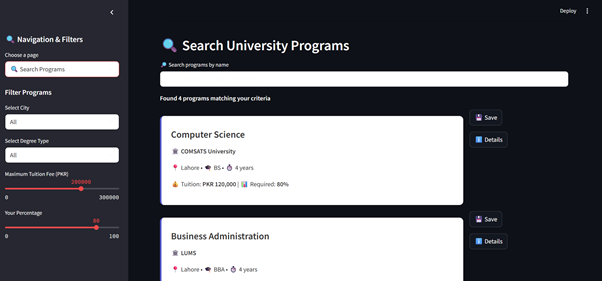 Deploy
Navigation & Filters
Choose a page
Search Programs
Filter Programs
Select City
All
Select Degree Type
All
Maximum Tuition Fee (PKR)
200000
0 300000
Your Percentage
80
0 100
Search University Programs
Search programs by name
Found 4 programs matching your criteria
Computer Science
COMSATS University
Lahore • BS • 4 years
Tuition: PKR 120,000 | Required: 80%
Save
Details
Business Administration
LUMS
Lahore • BBA • 4 years
Save
Details